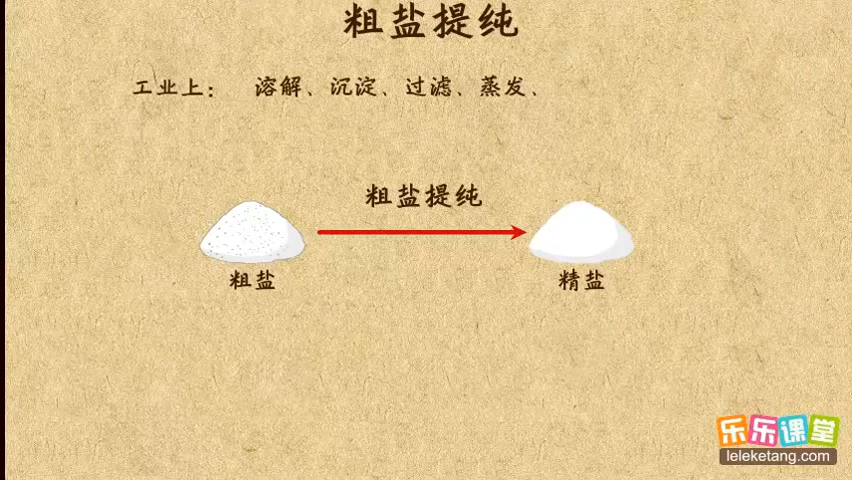 粗盐提纯
工业上： 溶解、沉淀、过滤、蒸发、
粗盐提纯
粗盐
精盐
乐乐课堂
leleketang.com